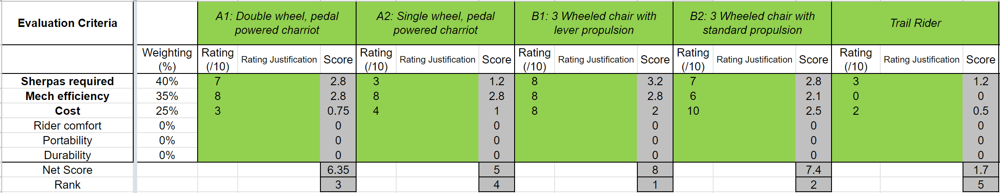 Evaluation Criteria
A1: Double wheel, pedal powered charriot
A2: Single wheel, pedal powered charriot
B1: 3 Wheeled chair with lever propulsion
B2: 3 Wheeled chair with standard propulsion
Trail Rider
Weighting (%) Rating (/10) Rating Justification Score Rating (/10) Rating Justification Score Rating (/10) Rating Justification Score Rating (/10) Rating Justification Score Rating (/10) Rating Justification Score
Sherpas required 40% 7 2.8 3 1.2 8 3.2 7 2.8 3 1.2
Mech efficiency 35% 8 2.8 8 2.8 8 2.8 6 2.1 0 0
Cost 25% 3 0.75 4 1 8 2 10 2.5 2 0.5
Rider comfort 0% 0 0 0 0 0
Portability 0% 0 0 0 0 0
Durability 0% 0 0 0 0 0
Net Score 6.35 5 8 7.4 1.7
Rank 3 4 1 2 5